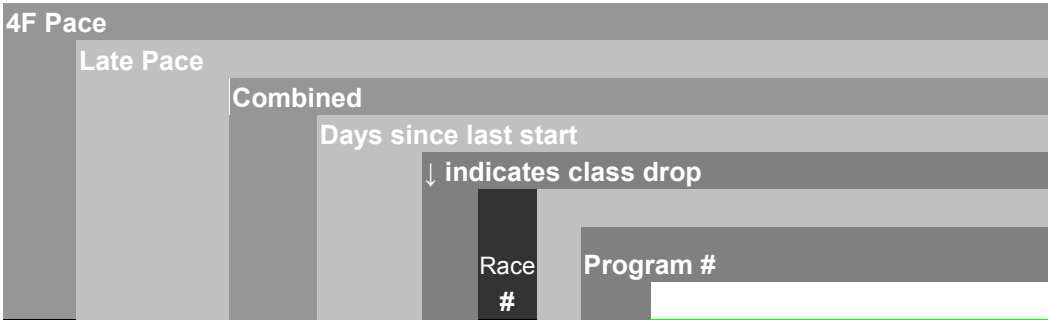 4F Pace
Late Pace
Combined
Days since last start
↓ indicates class drop
Race
#
Program #